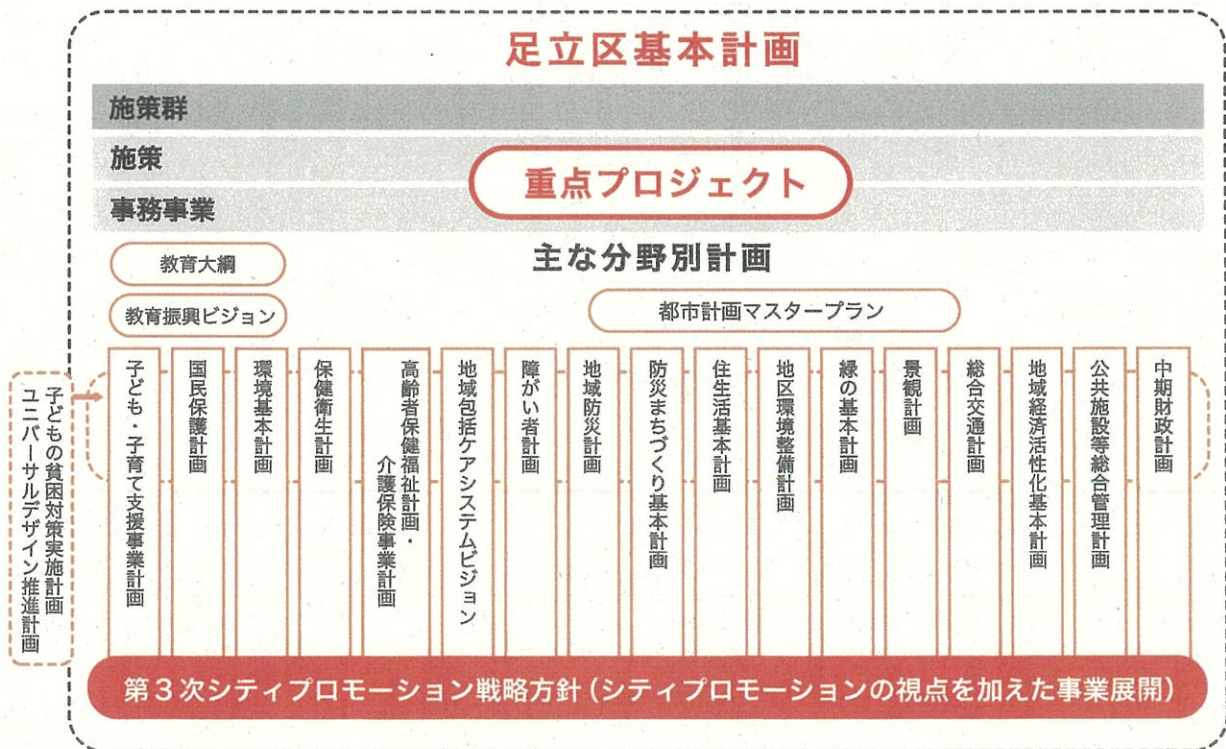 足立区基本計画
施策群
施策
重点プロジェクト
事務事業
主な分野別計画
教育大綱
教育振興ビジョン
都市計画マスタープラン
子どもの貧困対策実施計画
ユニバーサルデザイン推進計画
子ども・子育て支援事業計画
国民保護計画
環境基本計画
保健衛生計画
高齢者保健福祉計画・
介護保険事業計画
地域包括ケアシステムビジョン
障がい者計画
地域防災計画
防災まちづくり基本計画
住生活基本計画
地区環境整備計画
緑の基本計画
景観計画
総合交通計画
地域経済活性化基本計画
公共施設等総合管理計画
中期財政計画
第3次シティプロモーション戦略方針(シティプロモーションの視点を加えた事業展開)